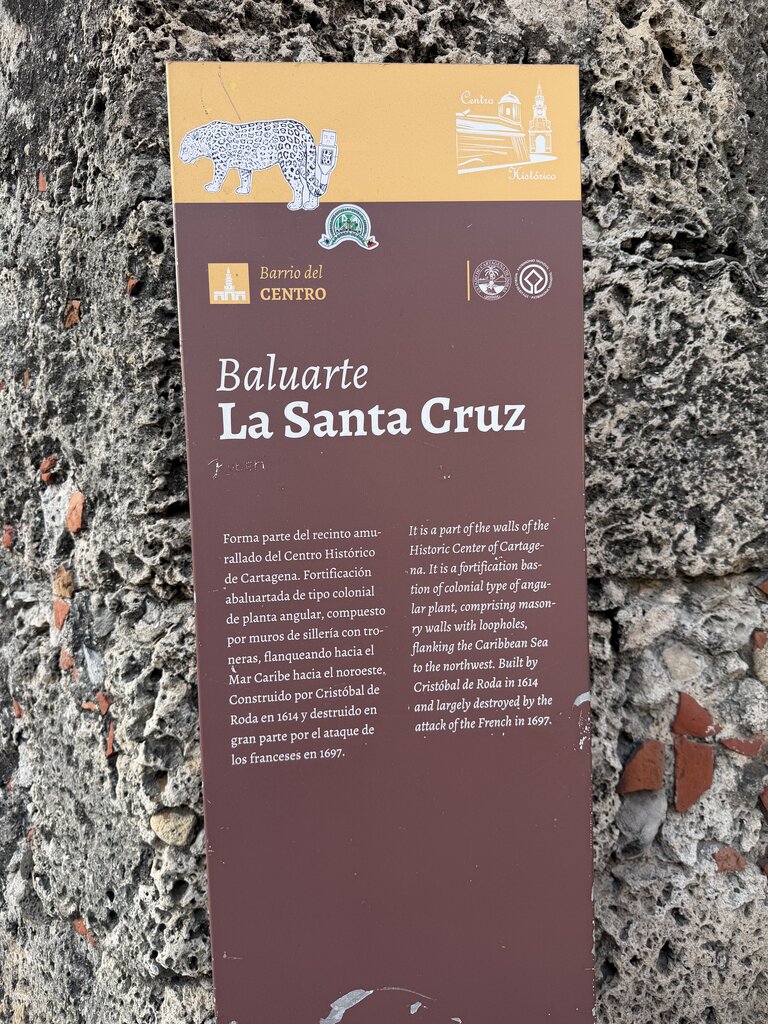 Centro
Histórico
Barrio del
CENTRO
Baluarte
La Santa Cruz
Forma parte del recinto amu-
rallado del Centro Histórico
de Cartagena. Fortificación
abaluartada de tipo colonial
de planta angular, compuesto
por muros de sillería con tro-
neras, flanqueando hacia el
Mar Caribe hacia el noroeste.
Construido por Cristóbal de
Roda en 1614 y destruido en
gran parte por el ataque de
los franceses en 1697.
It is a part of the walls of the
Historic Center of Cartage-
na. It is a fortification bas-
tion of colonial type of angu-
lar plant, comprising mason-
ry walls with loopholes,
flanking the Caribbean Sea
to the northwest. Built by
Cristóbal de Roda in 1614
and largely destroyed by the
attack of the French in 1697.